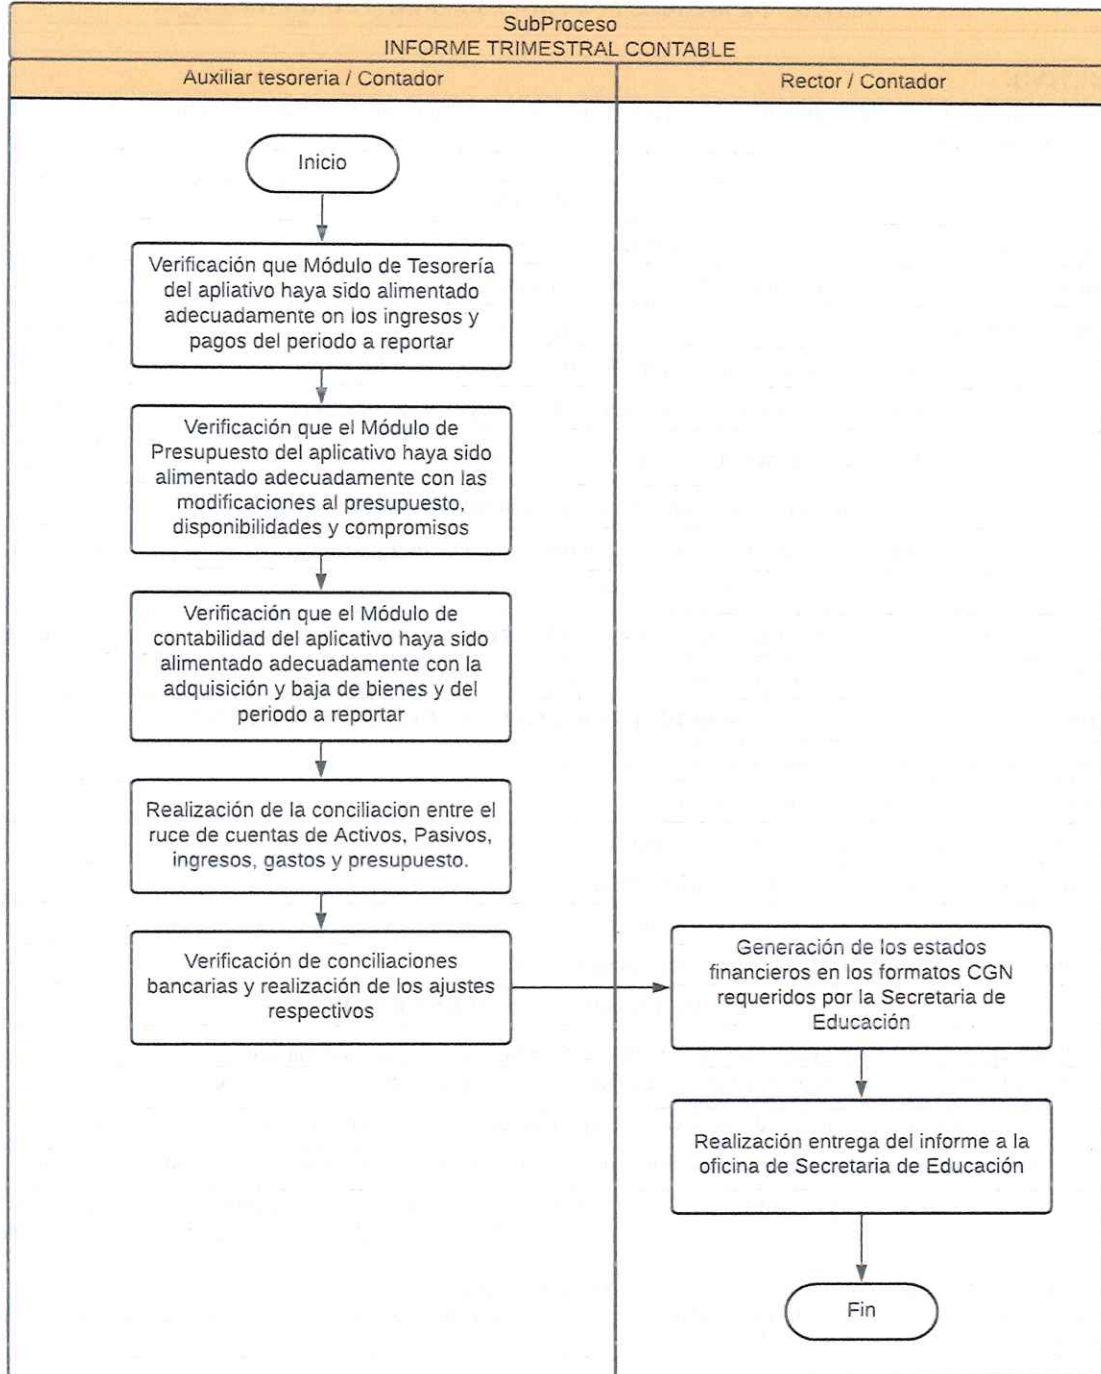 SubProceso
INFORME TRIMESTRAL CONTABLE
Auxiliar tesoreria / Contador
Rector / Contador
Inicio
Verificación que Módulo de Tesorería
del apliativo haya sido alimentado
adecuadamente on los ingresos y
pagos del periodo a reportar
Verificación que el Módulo de
Presupuesto del aplicativo haya sido
alimentado adecuadamente con las
modificaciones al presupuesto,
disponibilidades y compromisos
Verificación que el Módulo de
contabilidad del aplicativo haya sido
alimentado adecuadamente con la
adquisición y baja de bienes y del
periodo a reportar
Realización de la conciliacion entre el
ruce de cuentas de Activos, Pasivos,
ingresos, gastos y presupuesto.
Verificación de conciliaciones
bancarias y realización de los ajustes
respectivos
Generación de los estados
financieros en los formatos CGN
requeridos por la Secretaria de
Educación
Realización entrega del informe a la
oficina de Secretaria de Educación
Fin